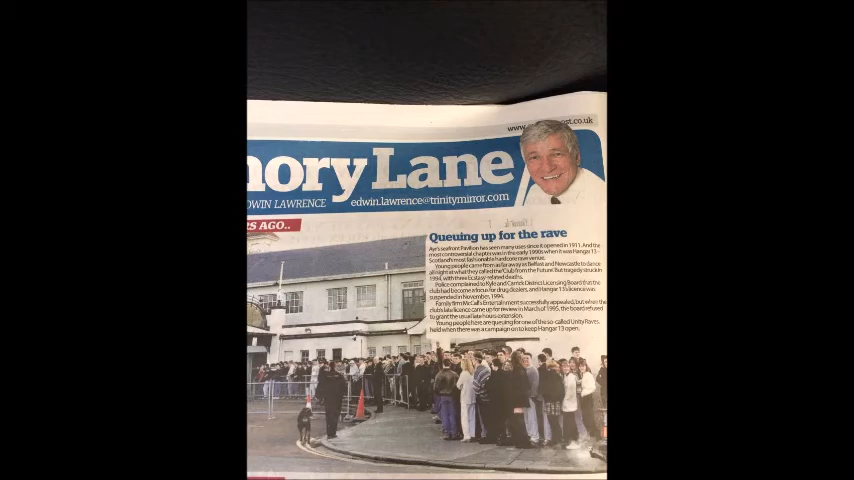 www. ost.co.uk
mory Lane
DWIN LAWRENCE edwin.lawrence@trinitymirror.com
RS AGO..
Queuing up for the rave
Ayr's seafront Pavilion has seen many uses since it opened in 1911. And the
most controversial chapter was in the early 1990s when it was Hangar 13 -
Scotland's most fashionable hardcore rave venue.
Young people came from as far away as Belfast and Newcastle to dance
all night at what they called the 'Club from the Future'. But tragedy struck in
1994, with three Ecstasy-related deaths.
Police complained to Kyle and Carrick District Licensing Board that the
club had become a focus for drug dealers, and Hangar 13's licence was
suspended in November, 1994.
Family firm McCall's Entertainment successfully appealed, but when the
club's late licence came up for review in March of 1995, the board refused
to grant the usual late hours extension.
Young people here are queuing for one of the so-called Unity Raves,
held when there was a campaign on to keep Hangar 13 open.